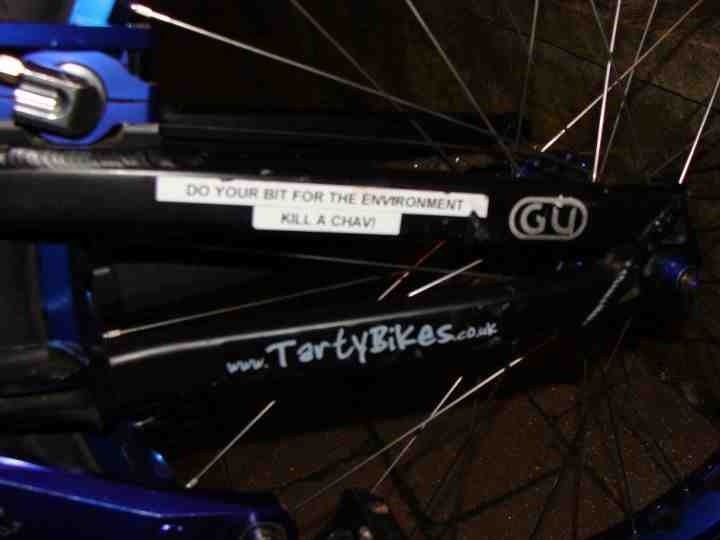 DO YOUR BIT FOR THE ENVIRONMENT
KILL A CHAV!
GU
www.TartyBikes.co.uk